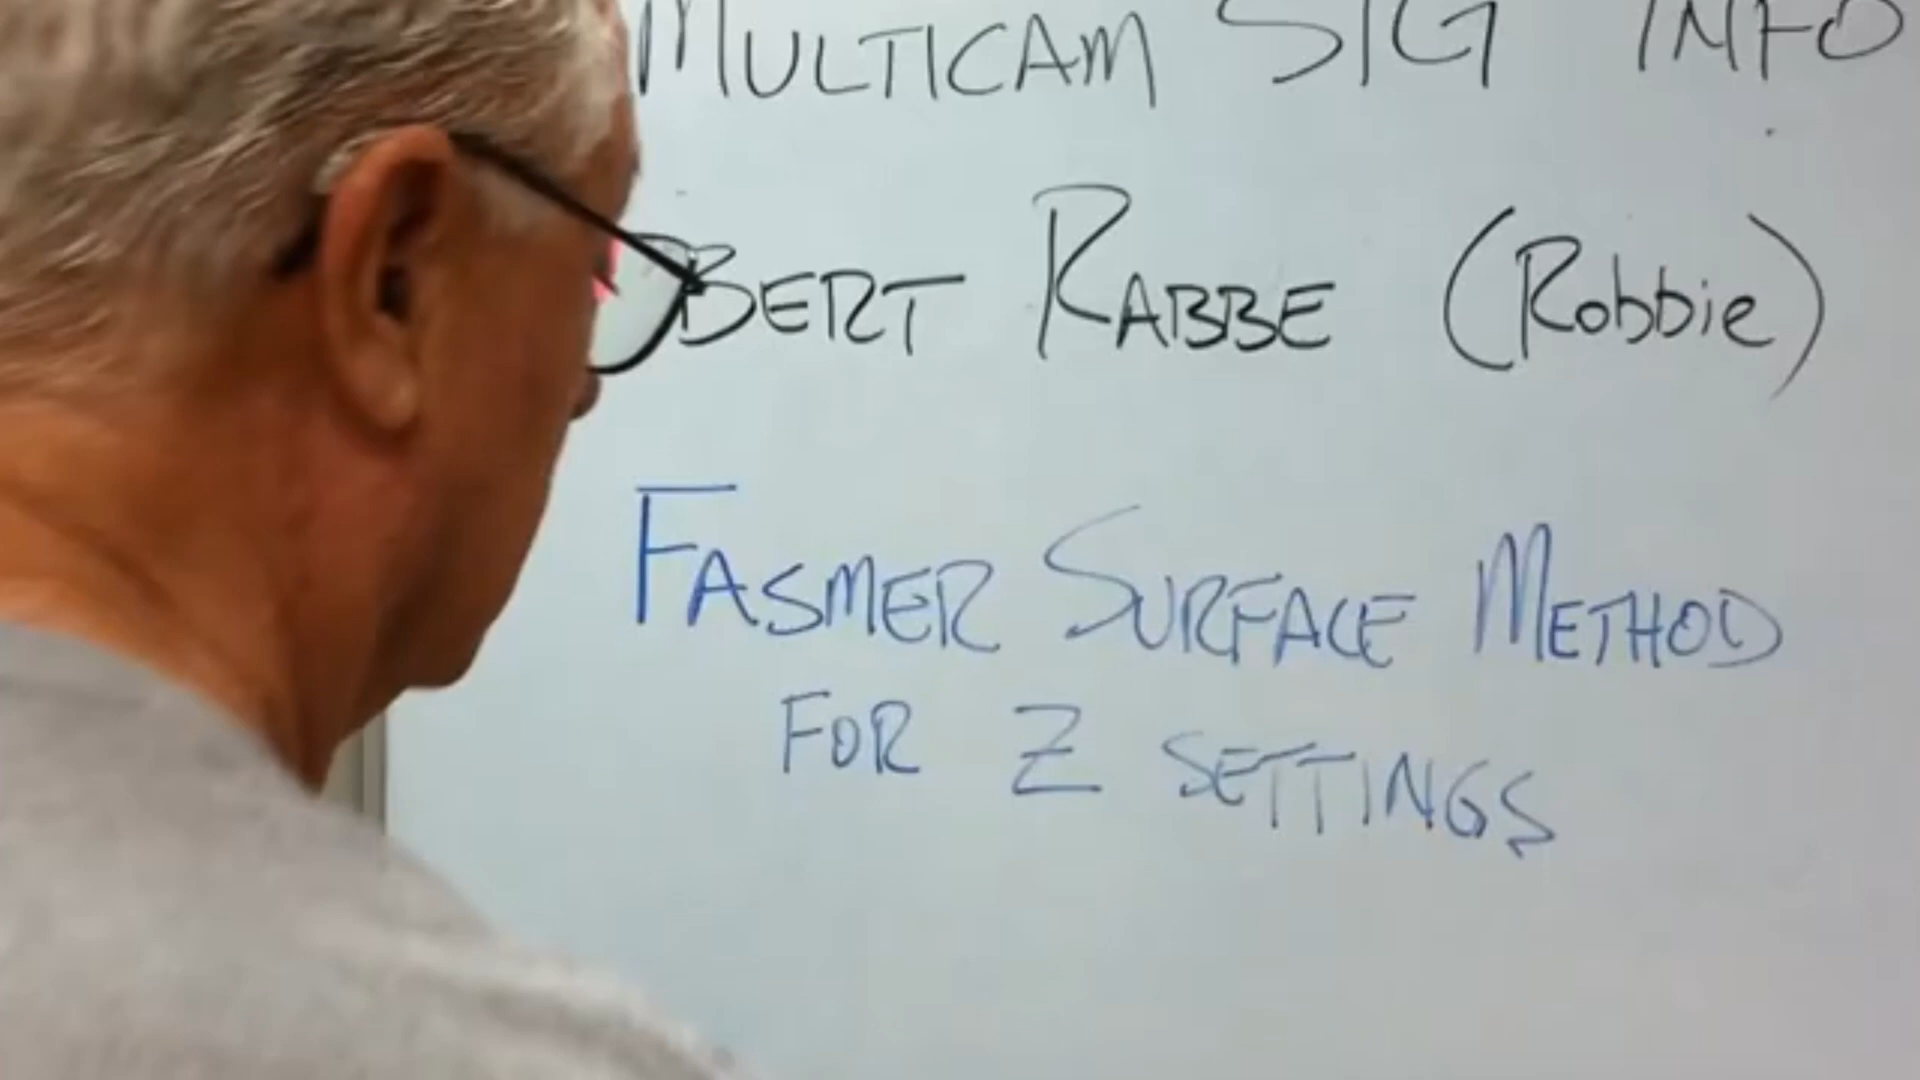 MULTICAM SIG INFO
BERT RABBE (Robbie)
FASMER SURFACE METHOD
FOR Z SETTINGS